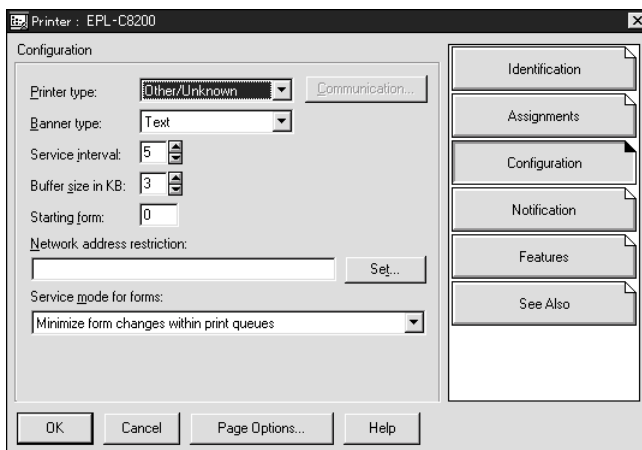 Printer : EPL-C8200
Configuration
Printer type: Other/Unknown Communication...
Banner type: Text
Service interval: 5
Buffer size in KB: 3
Starting form: 0
Network address restriction:
Set...
Service mode for forms:
Minimize form changes within print queues
OK Cancel Page Options... Help
Identification
Assignments
Configuration
Notification
Features
See Also